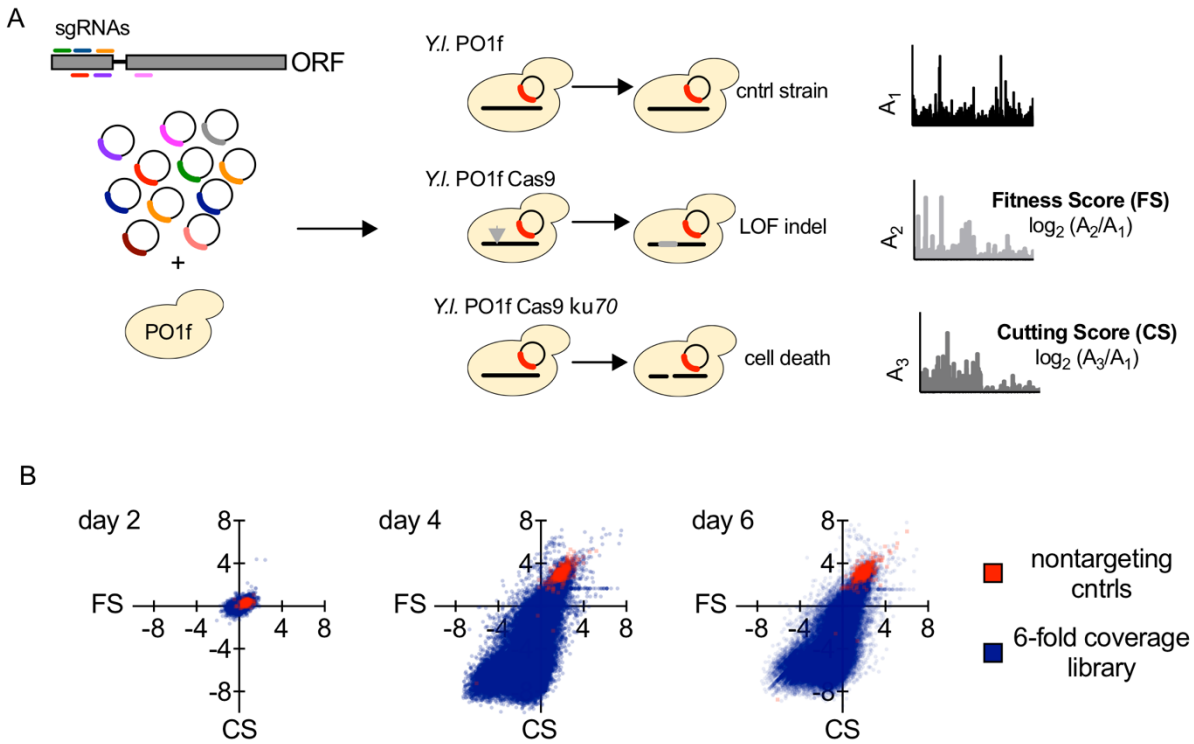 A
sgRNAs
ORF
+
PO1f
Y.l. PO1f
cntrl strain
A1
Y.l. PO1f Cas9
LOF indel
A2
Fitness Score (FS)
log2 (A2/A1)
Y.l. PO1f Cas9 ku70
cell death
A3
Cutting Score (CS)
log2 (A3/A1)
B
day 2
8
4
FS
-8 -4 4 8
-4
-8
CS
day 4
8
4
FS
-8 -4 4 8
-4
-8
CS
day 6
8
4
FS
-8 -4 4 8
-4
-8
CS
nontargeting
cntrls
6-fold coverage
library